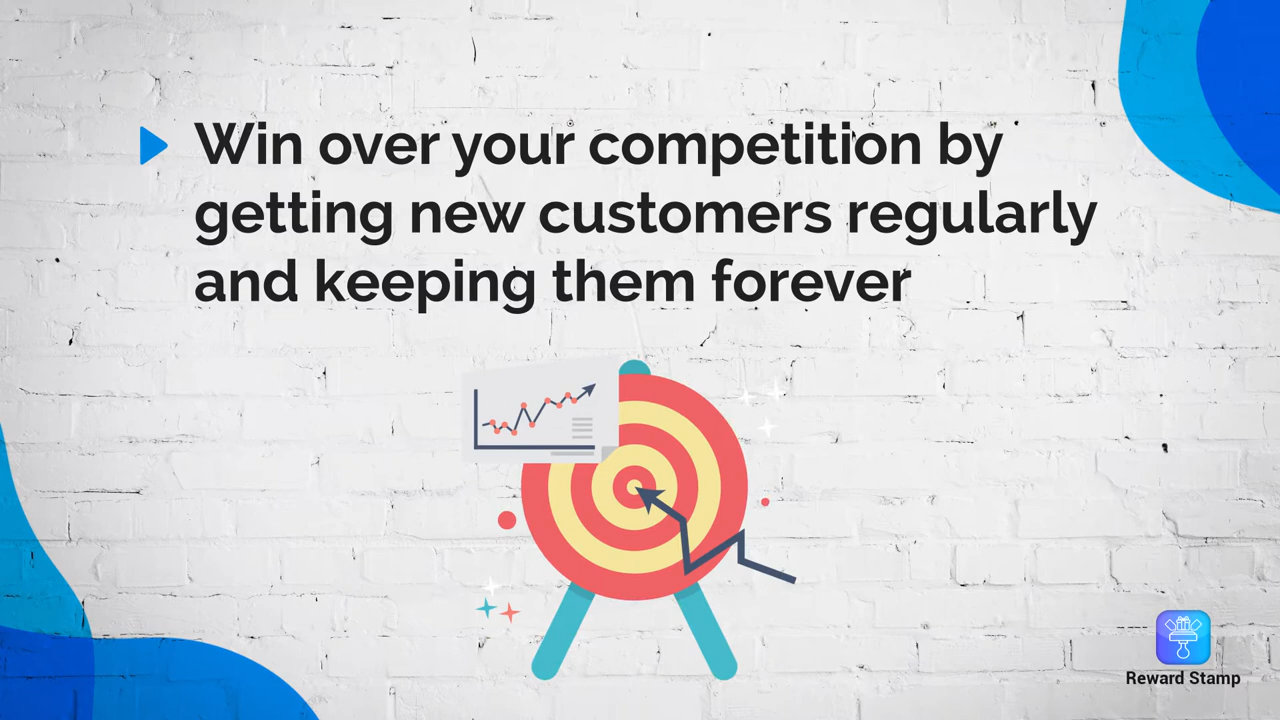 Win over your competition by
getting new customers regularly
and keeping them forever
Reward Stamp